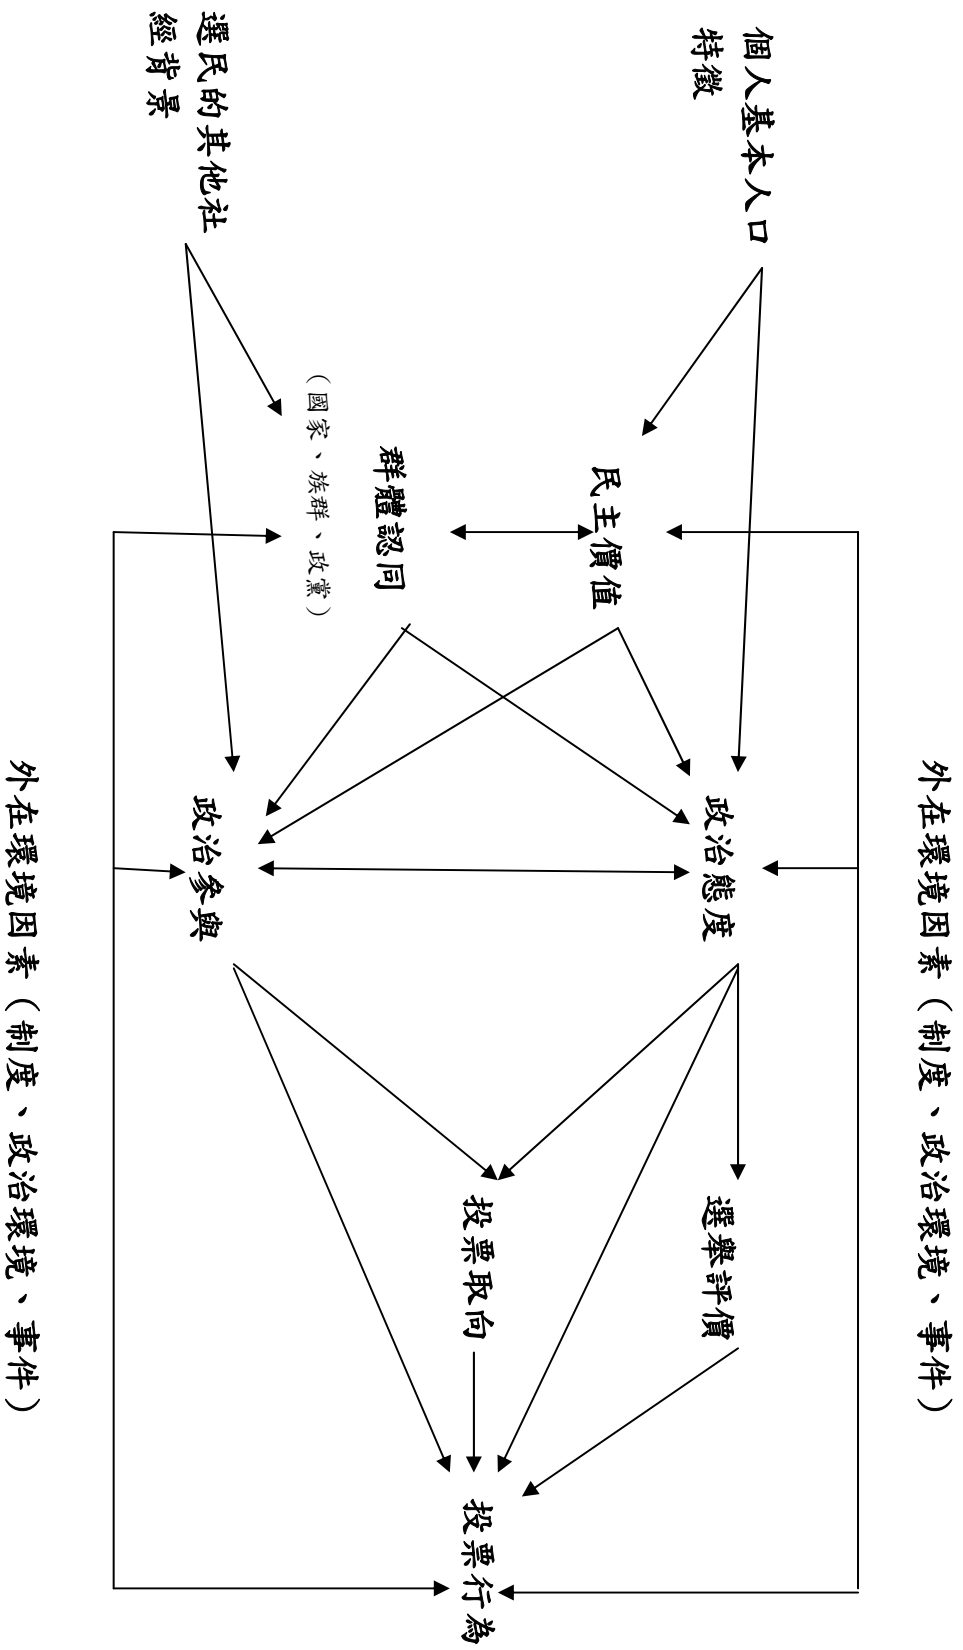 外在環境因素（制度、政治環境、事件）
個人基本人口
特徵
民主價值
政治態度
選舉評價
群體認同
（國家、族群、政黨）
投票取向
投票行為
選民的其他社
經背景
政治參與
外在環境因素（制度、政治環境、事件）